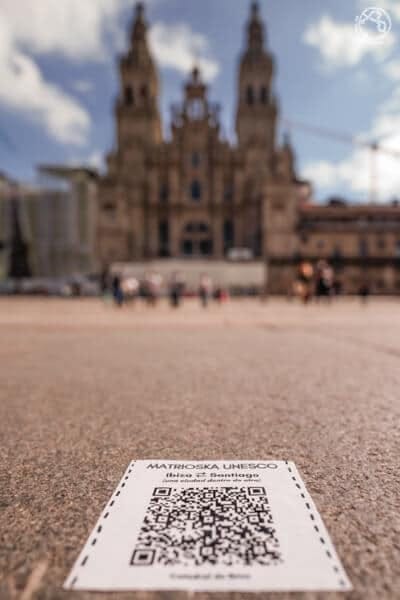 MATRIOSKA UNESCO
Ibiza ⇄ Santiago
(una ciudad dentro de otra)
Catedral de Ibiza